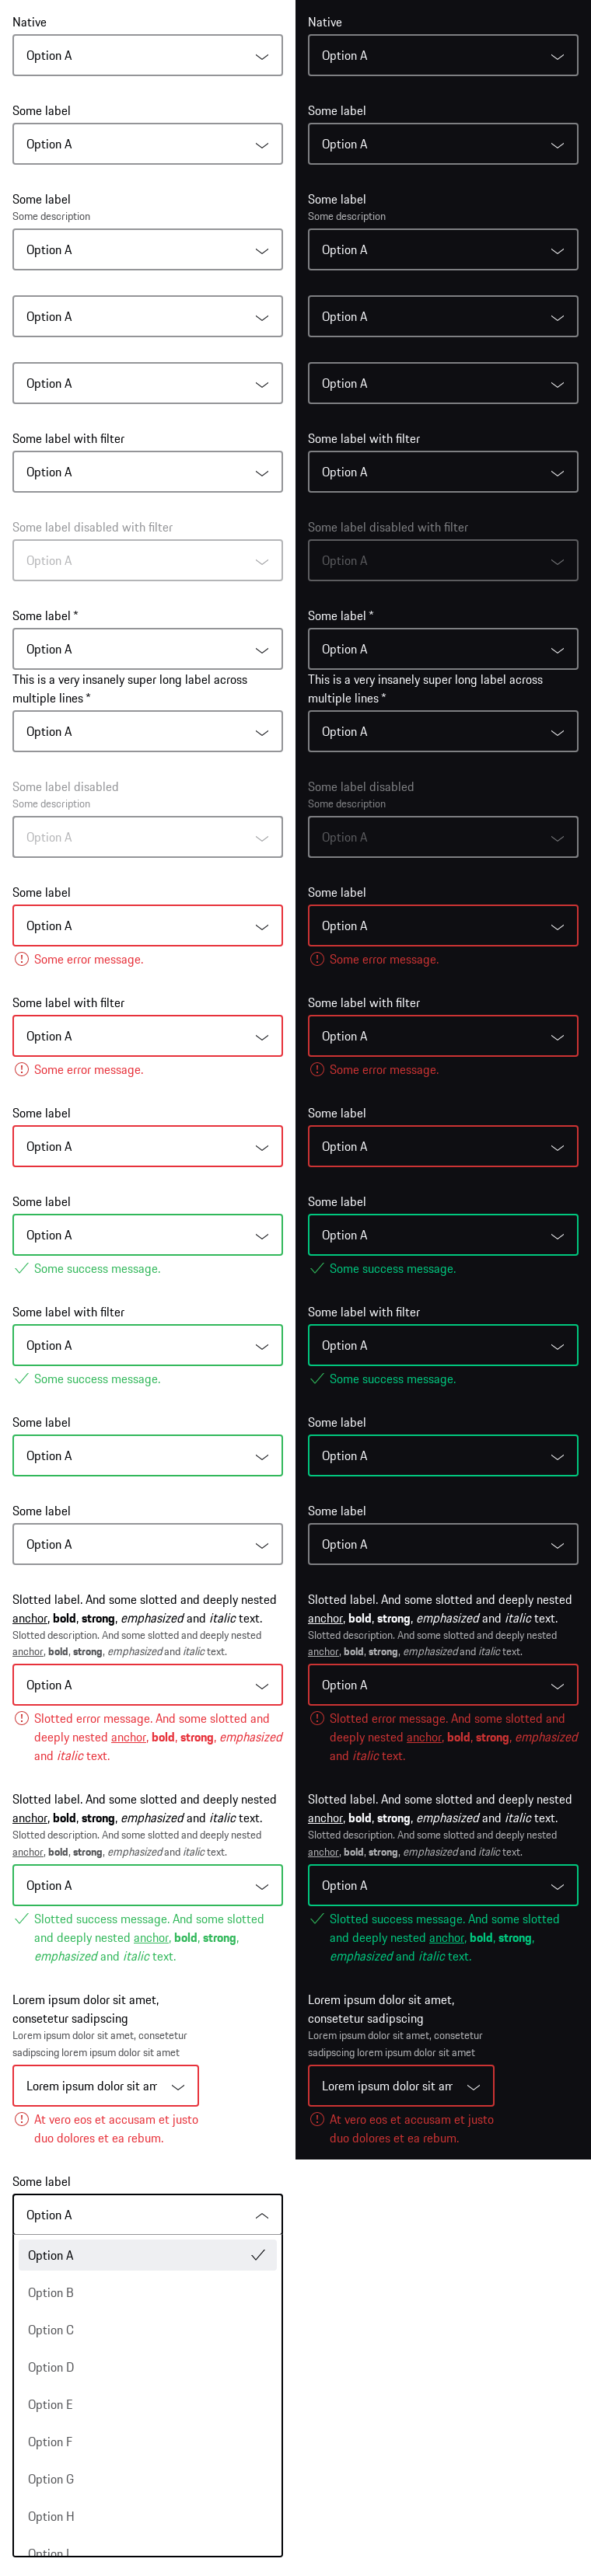 Native
Option A
Some label
Option A
Some label
Some description
Option A
Option A
Option A
Some label with filter
Option A
Some label disabled with filter
Option A
Some label *
Option A
This is a very insanely super long label across
multiple lines *
Option A
Some label disabled
Some description
Option A
Some label
Option A
Some error message.
Some label with filter
Option A
Some error message.
Some label
Option A
Some label
Option A
Some success message.
Some label with filter
Option A
Some success message.
Some label
Option A
Some label
Option A
Slotted label. And some slotted and deeply nested
anchor, bold, strong, emphasized and italic text.
Slotted description. And some slotted and deeply nested
anchor, bold, strong, emphasized and italic text.
Option A
Slotted error message. And some slotted and
deeply nested anchor, bold, strong, emphasized
and italic text.
Slotted label. And some slotted and deeply nested
anchor, bold, strong, emphasized and italic text.
Slotted description. And some slotted and deeply nested
anchor, bold, strong, emphasized and italic text.
Option A
Slotted success message. And some slotted
and deeply nested anchor, bold, strong,
emphasized and italic text.
Lorem ipsum dolor sit amet,
consetetur sadipscing
Lorem ipsum dolor sit amet, consetetur
sadipscing lorem ipsum dolor sit amet
Lorem ipsum dolor sit
At vero eos et accusam et justo
duo dolores et ea rebum.
Some label
Option A
Option A
Option B
Option C
Option D
Option E
Option F
Option G
Option H
Native
Option A
Some label
Option A
Some label
Some description
Option A
Option A
Option A
Some label with filter
Option A
Some label disabled with filter
Option A
Some label *
Option A
This is a very insanely super long label across
multiple lines *
Option A
Some label disabled
Some description
Option A
Some label
Option A
Some error message.
Some label with filter
Option A
Some error message.
Some label
Option A
Some label
Option A
Some success message.
Some label with filter
Option A
Some success message.
Some label
Option A
Some label
Option A
Slotted label. And some slotted and deeply nested
anchor, bold, strong, emphasized and italic text.
Slotted description. And some slotted and deeply nested
anchor, bold, strong, emphasized and italic text.
Option A
Slotted error message. And some slotted and
deeply nested anchor, bold, strong, emphasized
and italic text.
Slotted label. And some slotted and deeply nested
anchor, bold, strong, emphasized and italic text.
Slotted description. And some slotted and deeply nested
anchor, bold, strong, emphasized and italic text.
Option A
Slotted success message. And some slotted
and deeply nested anchor, bold, strong,
emphasized and italic text.
Lorem ipsum dolor sit amet,
consetetur sadipscing
Lorem ipsum dolor sit amet, consetetur
sadipscing lorem ipsum dolor sit amet
Lorem ipsum dolor sit
At vero eos et accusam et justo
duo dolores et ea rebum.